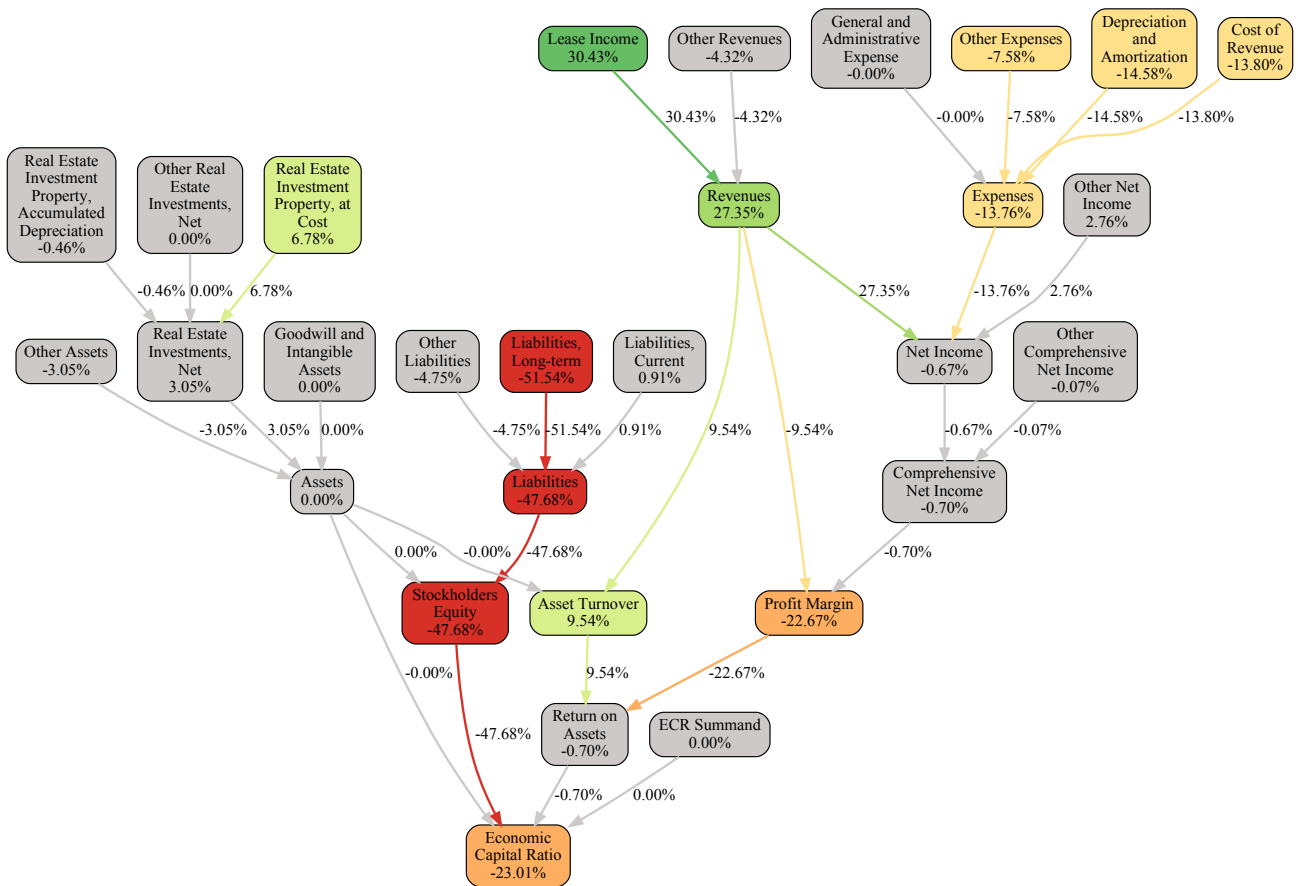 Lease Income
30.43%
Other Revenues
-4.32%
General and
Administrative
Expense
-0.00%
Other Expenses
-7.58%
Depreciation
and
Amortization
-14.58%
Cost of
Revenue
-13.80%
30.43%
-4.32%
-0.00%
-7.58%
-14.58%
-13.80%
Real Estate
Investment
Property,
Accumulated
Depreciation
-0.46%
Other Real
Estate
Investments,
Net
0.00%
Real Estate
Investment
Property, at
Cost
6.78%
Revenues
27.35%
Expenses
-13.76%
Other Net
Income
2.76%
-0.46%
0.00%
6.78%
27.35%
-13.76%
2.76%
Other Assets
-3.05%
Real Estate
Investments,
Net
3.05%
Goodwill and
Intangible
Assets
0.00%
Other
Liabilities
-4.75%
Liabilities,
Long-term
-51.54%
Liabilities,
Current
0.91%
Net Income
-0.67%
Other
Comprehensive
Net Income
-0.07%
-3.05%
3.05%
0.00%
-4.75%
-51.54%
0.91%
9.54%
-9.54%
-0.67%
-0.07%
Assets
0.00%
Liabilities
-47.68%
Comprehensive
Net Income
-0.70%
0.00%
-0.00%
-47.68%
-0.70%
Stockholders
Equity
-47.68%
Asset Turnover
9.54%
Profit Margin
-22.67%
-0.00%
9.54%
-22.67%
-47.68%
Return on
Assets
-0.70%
ECR Summand
0.00%
-0.70%
0.00%
Economic
Capital Ratio
-23.01%